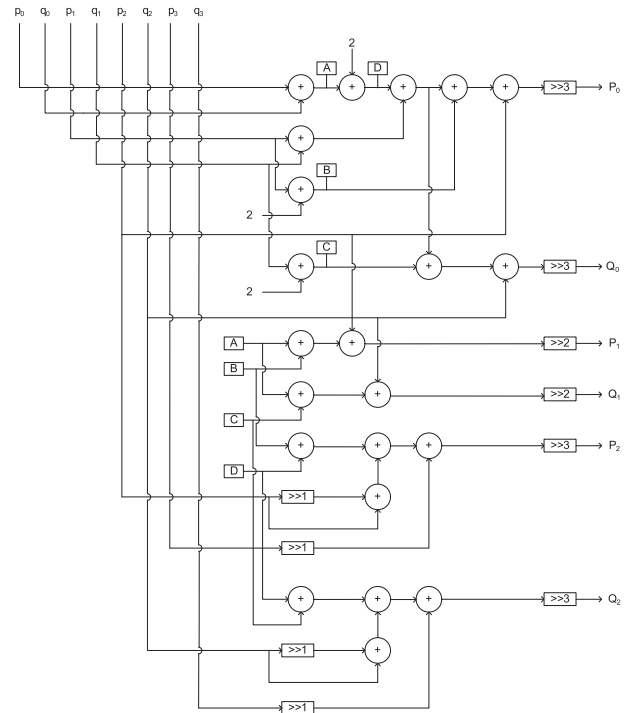 p₀ q₀ p₁ q₁ p₂ q₂ p₃ q₃
2
A D
+ + + + + >>3 P₀
+
B
+
2
C
+ + + >>3 Q₀
2
A + + >>2 P₁
B
+ + >>2 Q₁
C
+ + + >>3 P₂
D
>>1 +
>>1
+ + + >>3 Q₂
>>1 +
>>1